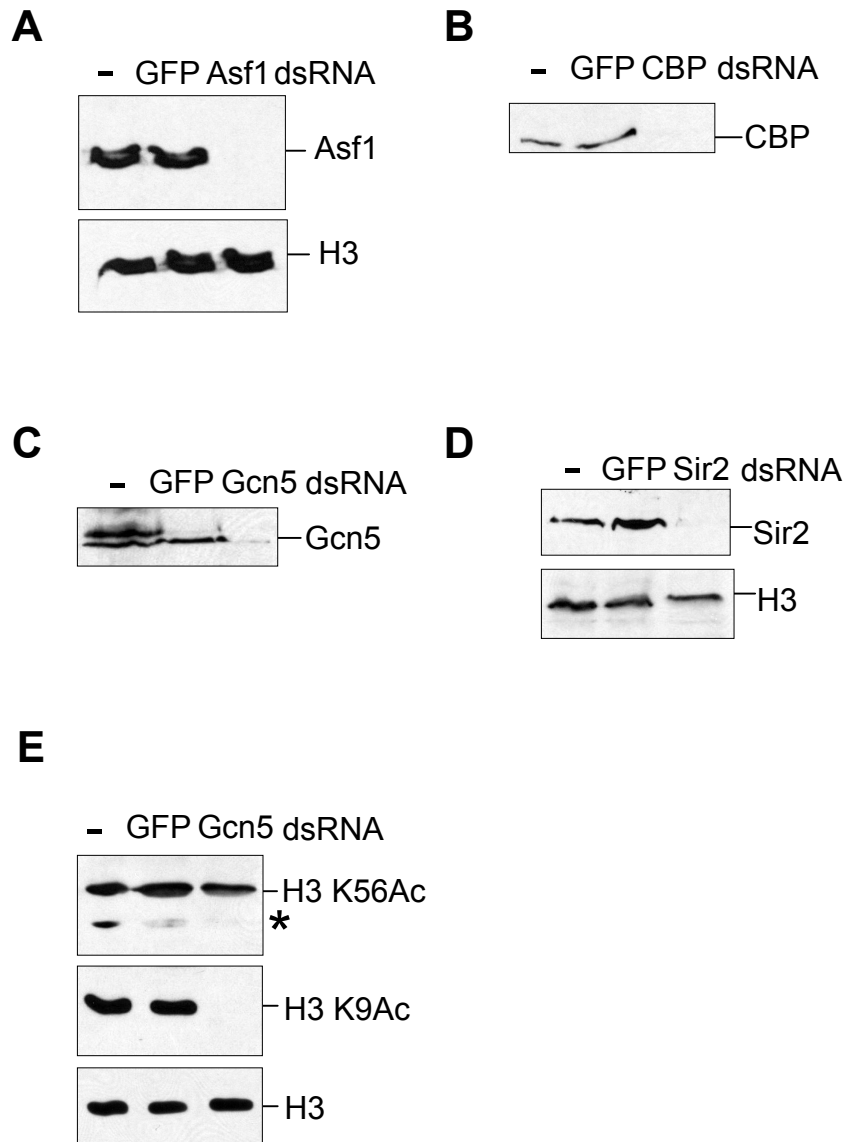 A
- GFP Asf1 dsRNA
Asf1
H3
B
- GFP CBP dsRNA
CBP
C
- GFP Gcn5 dsRNA
Gcn5
D
- GFP Sir2 dsRNA
Sir2
H3
E
- GFP Gcn5 dsRNA
H3 K56Ac
*
H3 K9Ac
H3